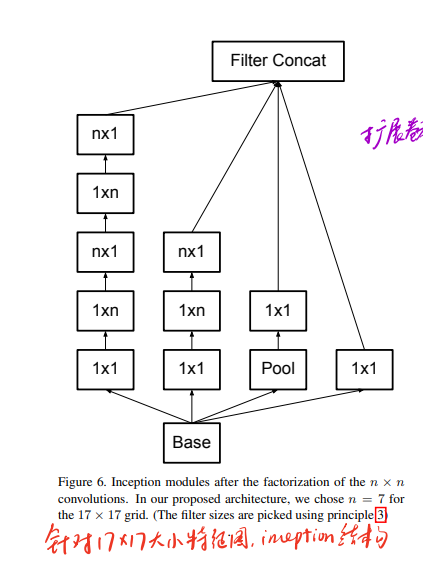 Filter Concat
扩展卷
nx1
1xn
nx1
nx1
1xn
1xn
1x1
1x1
1x1
Pool
1x1
Base
Figure 6. Inception modules after the factorization of the n × n
convolutions. In our proposed architecture, we chose n = 7 for
the 17 × 17 grid. (The filter sizes are picked using principle 3)
针对17X17大小特征图, inception结构